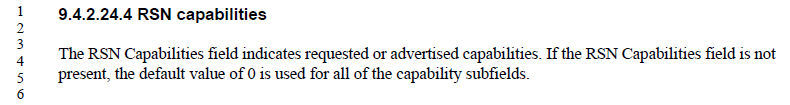 1 9.4.2.24.4 RSN capabilities
2
3
4 The RSN Capabilities field indicates requested or advertised capabilities. If the RSN Capabilities field is not
5 present, the default value of 0 is used for all of the capability subfields.
6